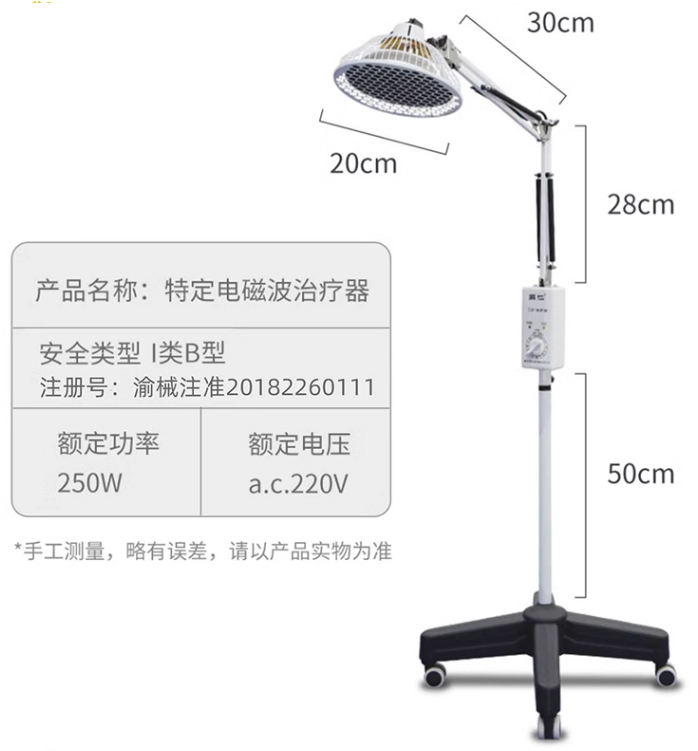 30cm
20cm
28cm
产品名称：特定电磁波治疗器
安全类型 I类B型
注册号：渝械注准20182260111
额定功率
250W
额定电压
a.c.220V
50cm
*手工测量，略有误差，请以产品实物为准